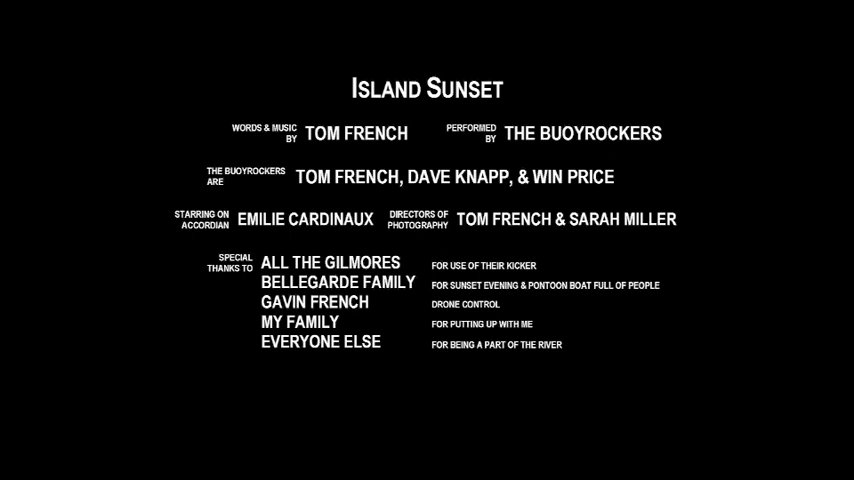 ISLAND SUNSET
WORDS & MUSIC BY TOM FRENCH PERFORMED BY THE BUOYROCKERS
THE BUOYROCKERS ARE TOM FRENCH, DAVE KNAPP, & WIN PRICE
STARRING ON ACCORDIAN EMILIE CARDINAUX DIRECTORS OF PHOTOGRAPHY TOM FRENCH & SARAH MILLER
SPECIAL THANKS TO ALL THE GILMORES FOR USE OF THEIR KICKER
BELLEGARDE FAMILY FOR SUNSET EVENING & PONTOON BOAT FULL OF PEOPLE
GAVIN FRENCH DRONE CONTROL
MY FAMILY FOR PUTTING UP WITH ME
EVERYONE ELSE FOR BEING A PART OF THE RIVER